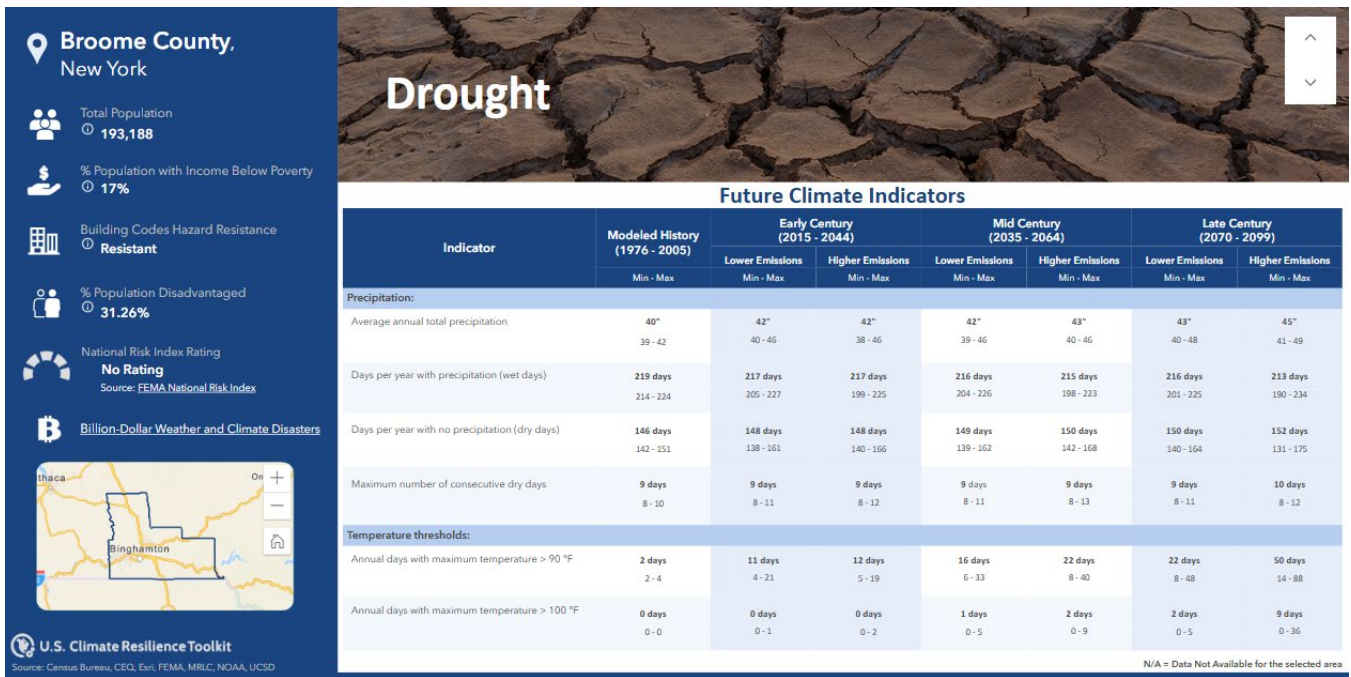 Broome County,
New York
Total Population
193,188
% Population with Income Below Poverty
17%
Building Codes Hazard Resistance
Resistant
% Population Disadvantaged
31.26%
National Risk Index Rating
No Rating
Source: FEMA National Risk Index
Billion-Dollar Weather and Climate Disasters
thaca
On
Binghamton
U.S. Climate Resilience Toolkit
Source: Census Bureau, CEQ, Esri, FEMA, MRLC, NOAA, UCSD
Drought
Future Climate Indicators
Indicator
Modeled History
(1976 - 2005)
Early Century
(2015 - 2044)
Mid Century
(2035 - 2064)
Late Century
(2070 - 2099)
Lower Emissions Higher Emissions Lower Emissions Higher Emissions Lower Emissions Higher Emissions
Min - Max Min - Max Min - Max Min - Max Min - Max Min - Max Min - Max
Precipitation:
Average annual total precipitation 40" 42" 42" 42" 43" 43" 45"
39 - 42 40 - 46 38 - 46 39 - 46 40 - 46 40 - 48 41 - 49
Days per year with precipitation (wet days) 219 days 217 days 217 days 216 days 215 days 216 days 213 days
214 - 224 205 - 227 199 - 225 204 - 226 198 - 223 201 - 225 190 - 234
Days per year with no precipitation (dry days) 146 days 148 days 148 days 149 days 150 days 150 days 152 days
142 - 151 138 - 161 140 - 166 139 - 162 142 - 168 140 - 164 131 - 175
Maximum number of consecutive dry days 9 days 9 days 9 days 9 days 9 days 9 days 10 days
8 - 10 8 - 11 8 - 12 8 - 11 8 - 13 8 - 11 8 - 12
Temperature thresholds:
Annual days with maximum temperature > 90 °F 2 days 11 days 12 days 16 days 22 days 22 days 50 days
2 - 4 4 - 21 5 - 19 6 - 33 8 - 40 8 - 48 14 - 88
Annual days with maximum temperature > 100 °F 0 days 0 days 0 days 1 days 2 days 2 days 9 days
0 - 0 0 - 1 0 - 2 0 - 5 0 - 9 0 - 5 0 - 36
N/A = Data Not Available for the selected area